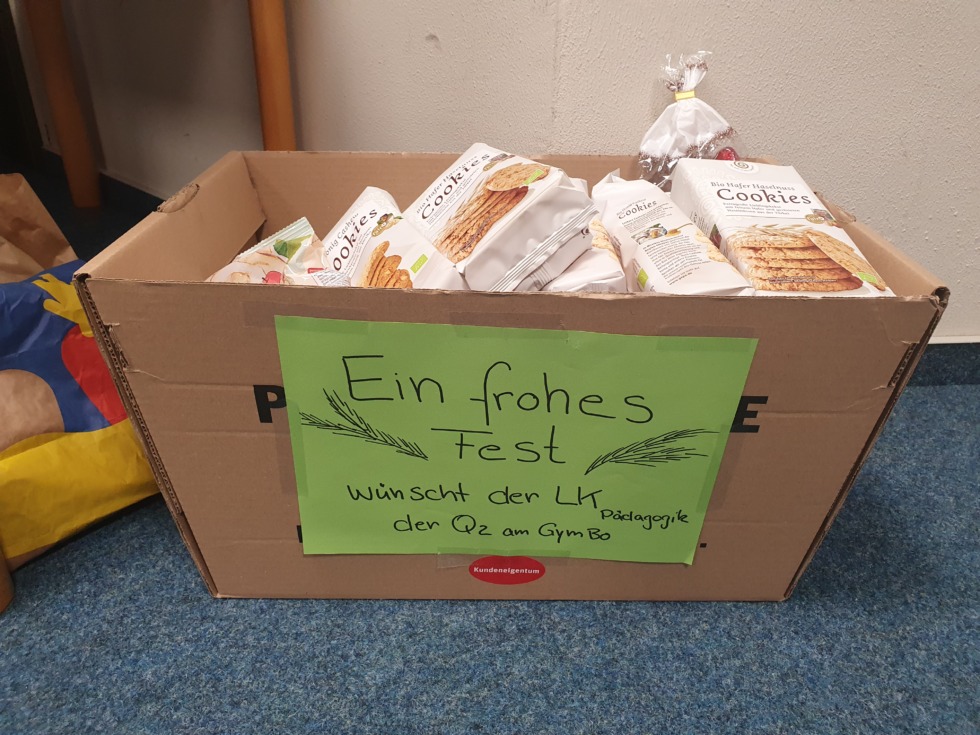 Bio Hafer Haselnuss
Cookies
Cookies
Cookies
Cookies
P
E
Ein frohes
Fest
wünscht der LK
Pädagogik
der Q2 am GymBo
Kundeneigentum